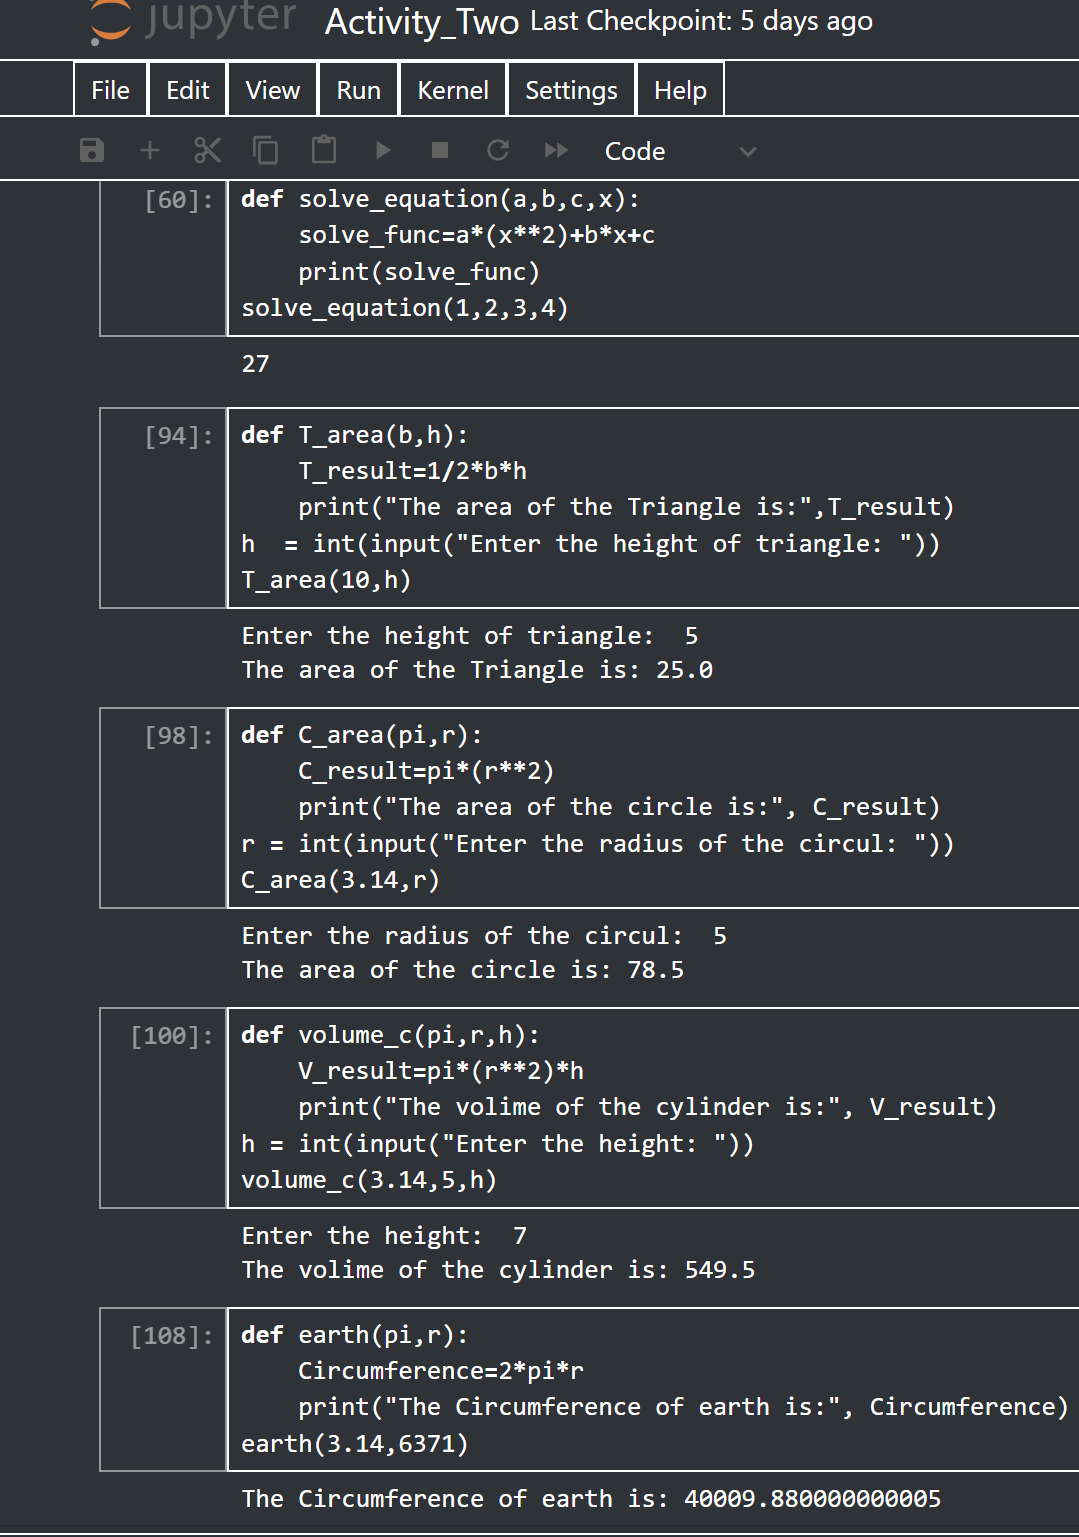 jupyter Activity_Two Last Checkpoint: 5 days ago
File Edit View Run Kernel Settings Help
Code
[60]: def solve_equation(a,b,c,x):
    solve_func=a*(x**2)+b*x+c
    print(solve_func)
solve_equation(1,2,3,4)
27
[94]: def T_area(b,h):
    T_result=1/2*b*h
    print("The area of the Triangle is:",T_result)
h  = int(input("Enter the height of triangle: "))
T_area(10,h)
Enter the height of triangle:  5
The area of the Triangle is: 25.0
[98]: def C_area(pi,r):
    C_result=pi*(r**2)
    print("The area of the circle is:", C_result)
r = int(input("Enter the radius of the circul: "))
C_area(3.14,r)
Enter the radius of the circul:  5
The area of the circle is: 78.5
[100]: def volume_c(pi,r,h):
    V_result=pi*(r**2)*h
    print("The volime of the cylinder is:", V_result)
h = int(input("Enter the height: "))
volume_c(3.14,5,h)
Enter the height:  7
The volime of the cylinder is: 549.5
[108]: def earth(pi,r):
    Circumference=2*pi*r
    print("The Circumference of earth is:", Circumference)
earth(3.14,6371)
The Circumference of earth is: 40009.880000000005